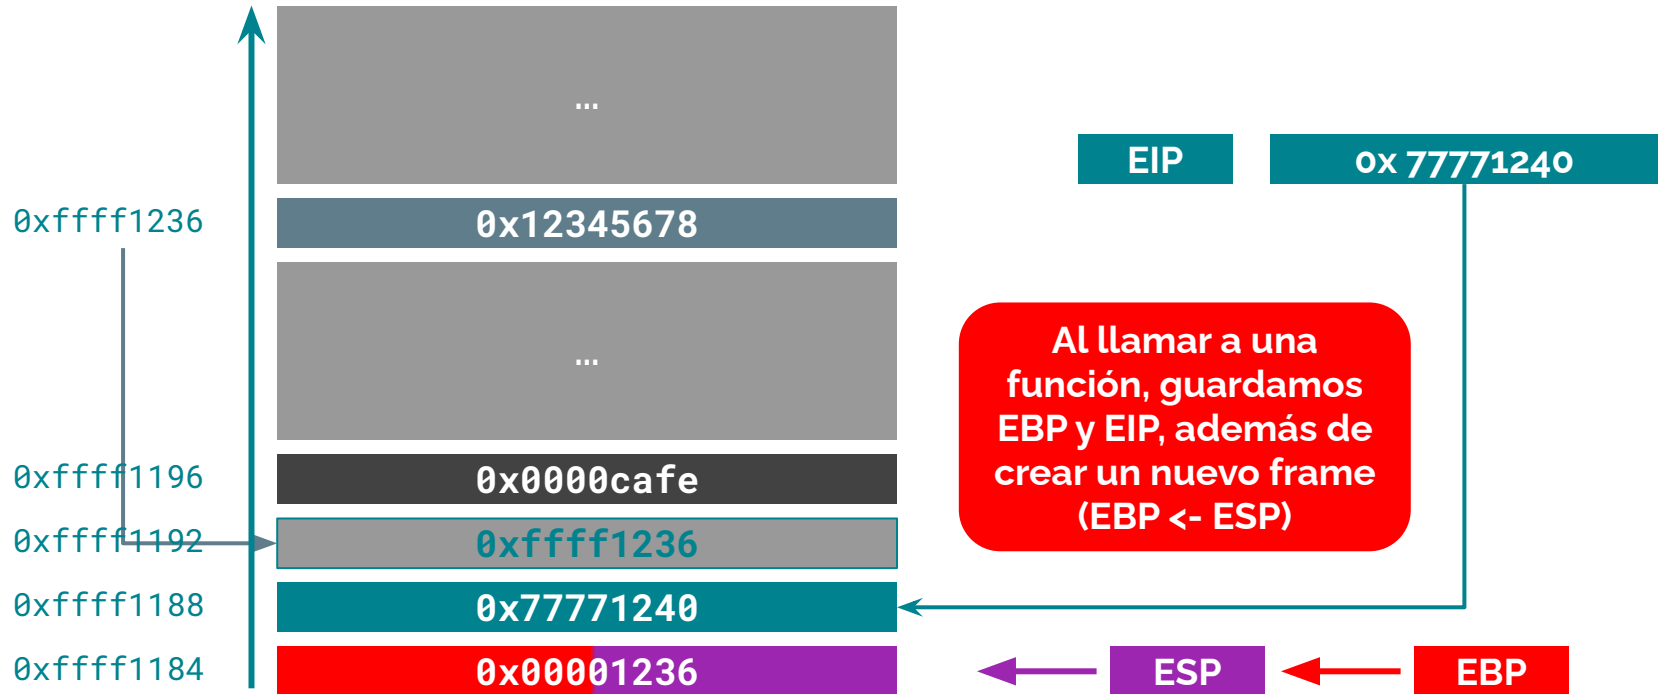 …
EIP
0x 77771240
0xffff1236
0x12345678
…
Al llamar a una
función, guardamos
EBP y EIP, además de
crear un nuevo frame
(EBP <- ESP)
0xffff1196
0x0000cafe
0xffff1192
0xffff1236
0xffff1188
0x77771240
0xffff1184
0x00001236
ESP
EBP